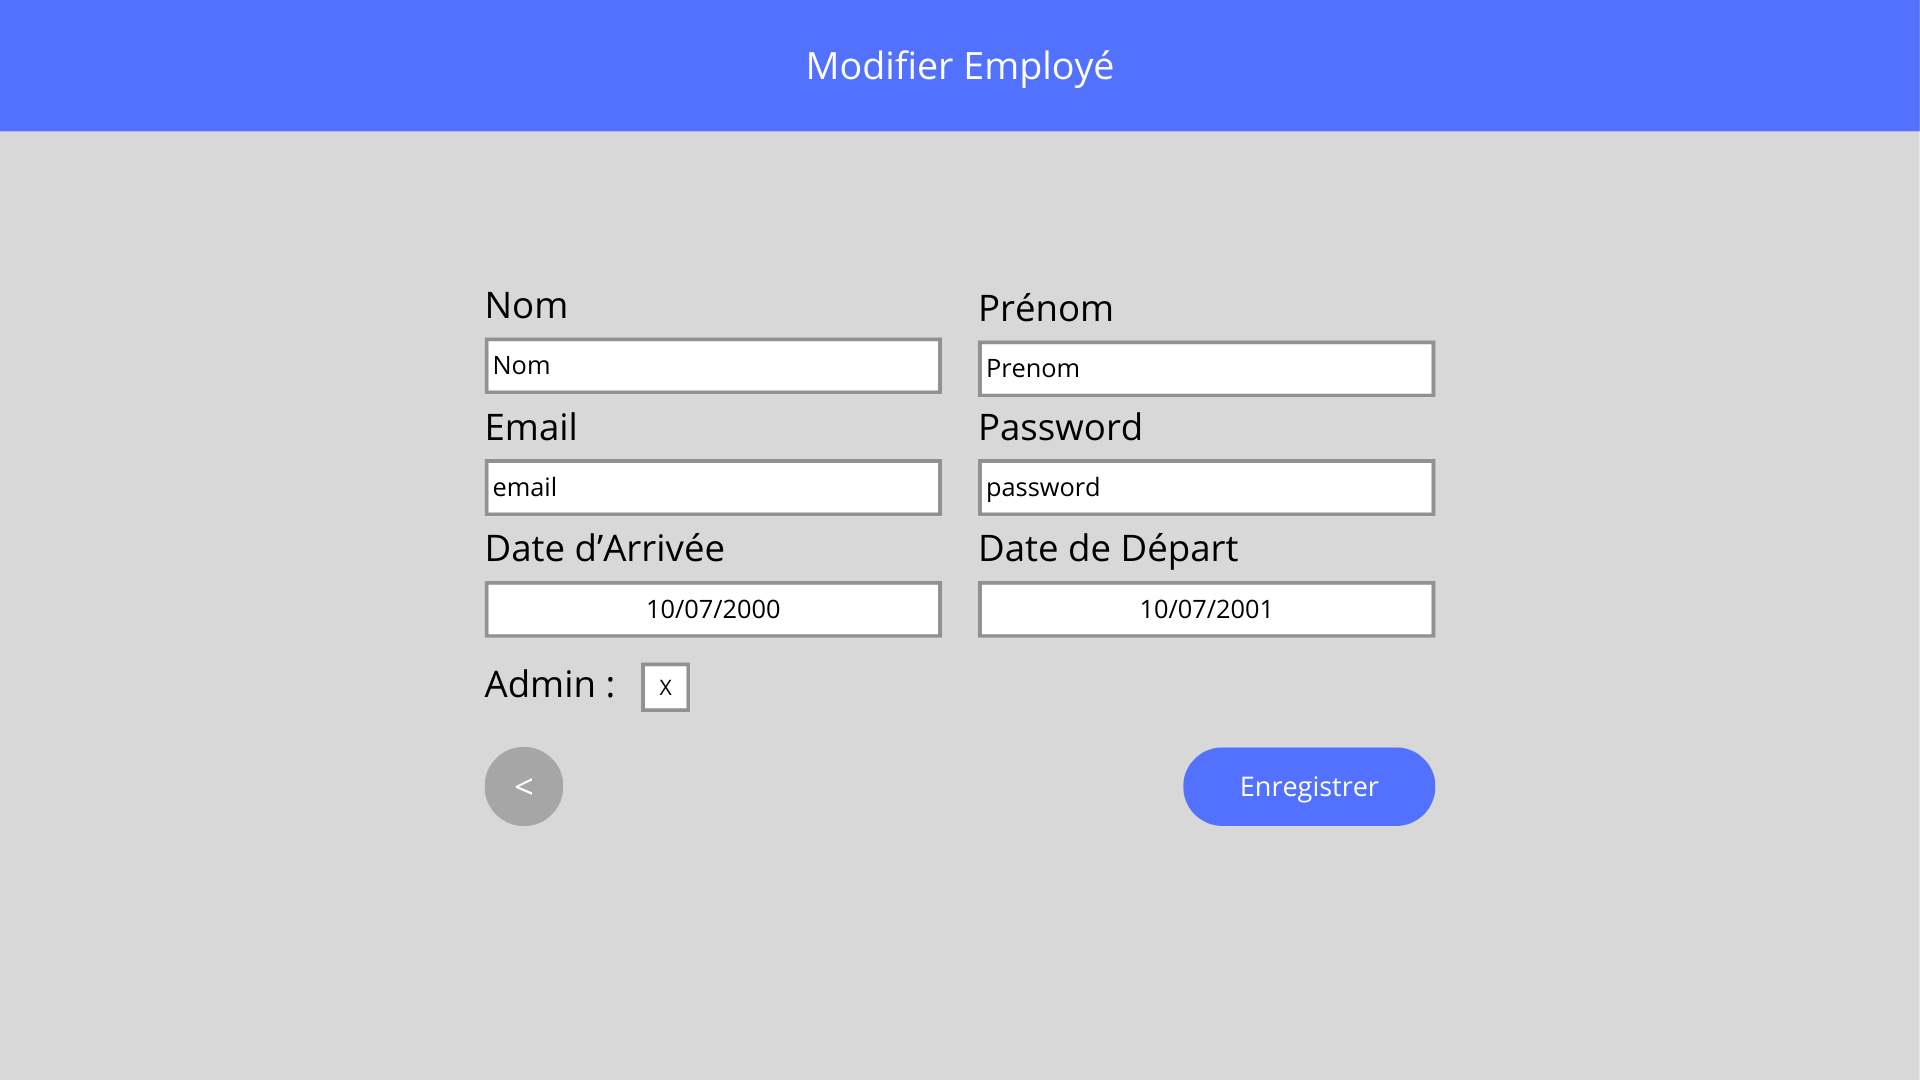 Modifier Employé
Nom
Prénom
Nom
Prenom
Email
Password
email
password
Date d’Arrivée
Date de Départ
10/07/2000
10/07/2001
Admin :
X
<
Enregistrer